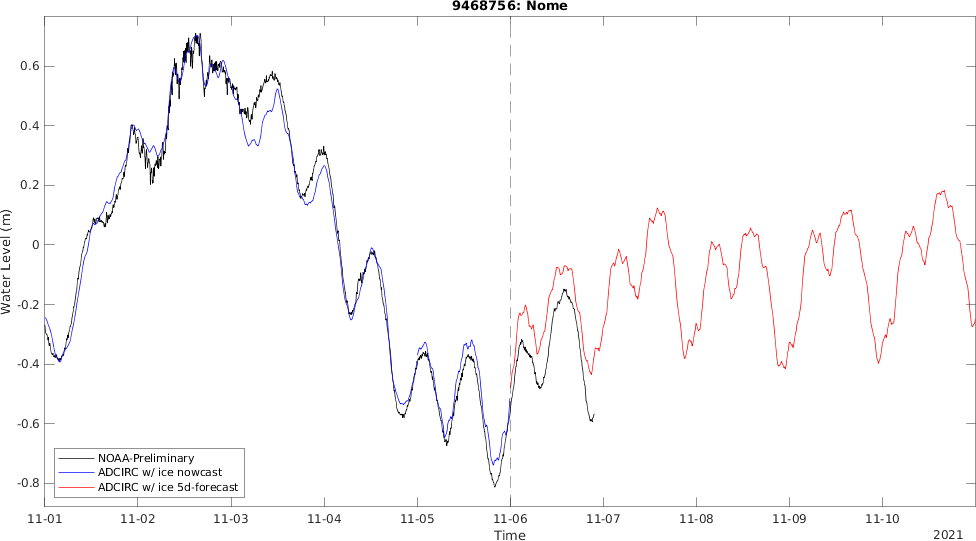 9468756: Nome
Water Level (m)
0.6
0.4
0.2
0
-0.2
-0.4
-0.6
-0.8
NOAA-Preliminary
ADCIRC w/ ice nowcast
ADCIRC w/ ice 5d-forecast
11-01 11-02 11-03 11-04 11-05 11-06 11-07 11-08 11-09 11-10
Time
2021